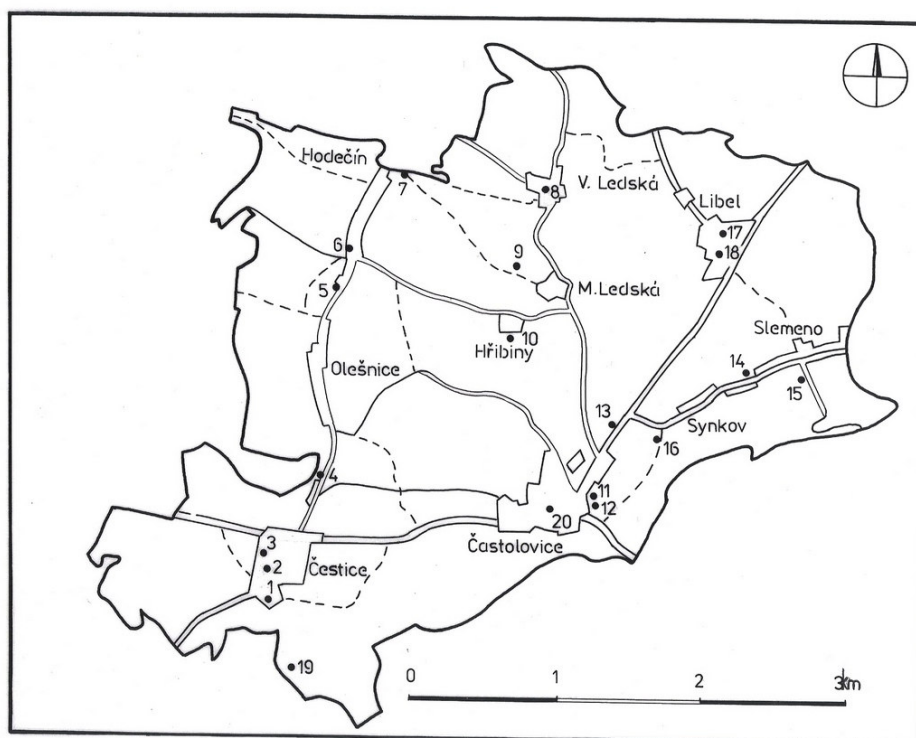 Hodečín
7
8
V. Ledská
Libel
17
18
6
9
5
M. Ledská
10
Hřibiny
Slemeno
14
15
Olešnice
13
Synkov
16
4
11
12
20
Častolovice
3
2
Čestice
1
19
0
1
2
3km